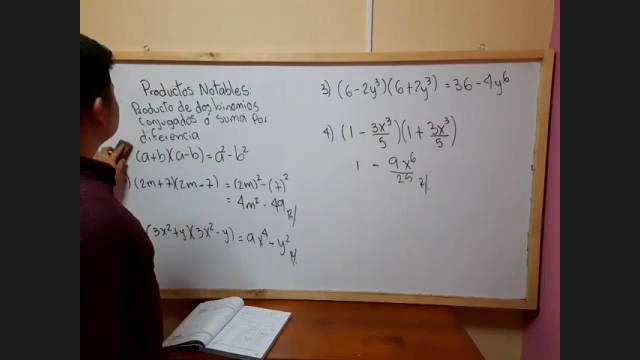 Productos Notables:
Producto de dos binomios
conjugados o suma por
diferencia
(a+b)(a-b) = a² - b²
) (2m+7)(2m-7) = (2m)² - (7)²
= 4m² - 49 R/.
(3x²+y)(3x²-y) = 9x⁴ - y² R/.
3) (6-2y³)(6+2y³) = 36 - 4y⁶
4) (1 - 3x³/5)(1 + 3x³/5)
1 - 9x⁶/25 R/.